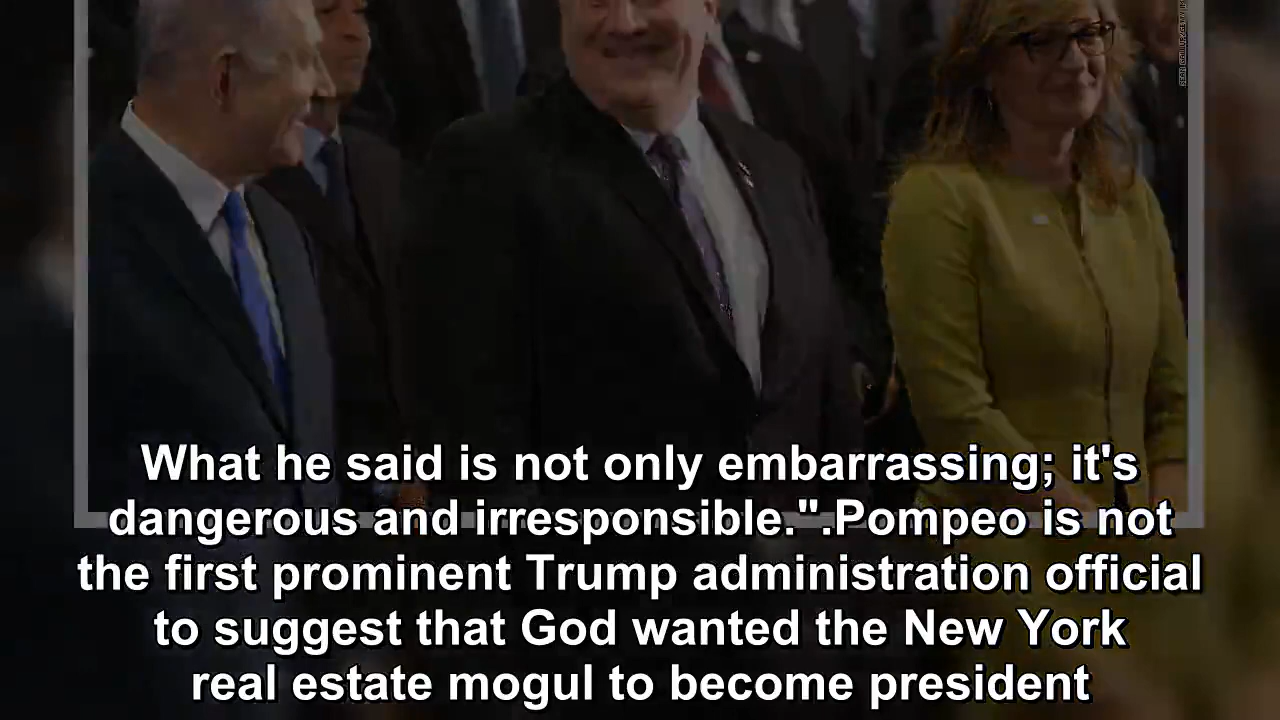 What he said is not only embarrassing; it's
dangerous and irresponsible.".Pompeo is not
the first prominent Trump administration official
to suggest that God wanted the New York
real estate mogul to become president